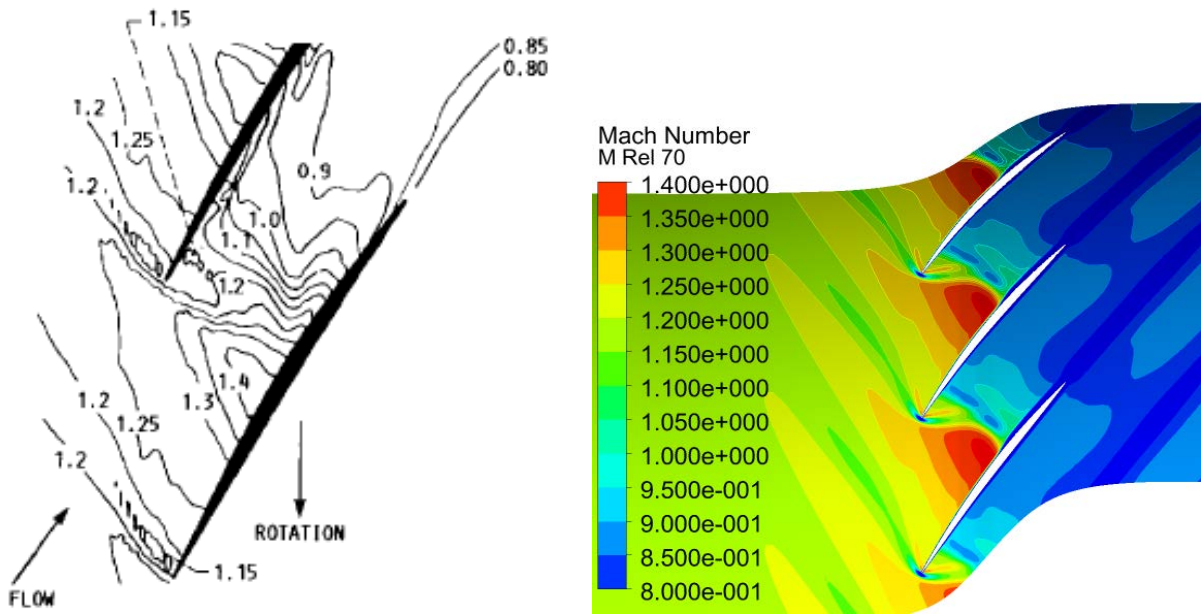 1.15
0.85
0.80
1.2
1.25
1.2
0.9
1.0
1.1
1.2
1.4
1.3
1.2
1.25
1.2
ROTATION
1.15
FLOW
Mach Number
M Rel 70
1.400e+000
1.350e+000
1.300e+000
1.250e+000
1.200e+000
1.150e+000
1.100e+000
1.050e+000
1.000e+000
9.500e-001
9.000e-001
8.500e-001
8.000e-001